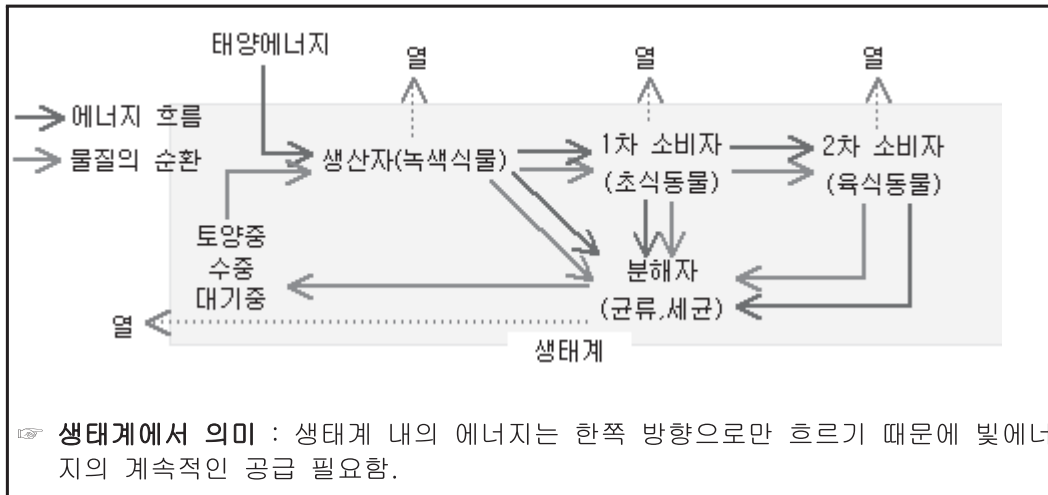 태양에너지
열
열
열
에너지 흐름
물질의 순환
생산자(녹색식물)
1차 소비자
(초식동물)
2차 소비자
(육식동물)
토양중
수중
대기중
분해자
(균류,세균)
열
생태계
☞ 생태계에서 의미 : 생태계 내의 에너지는 한쪽 방향으로만 흐르기 때문에 빛에너
지의 계속적인 공급 필요함.